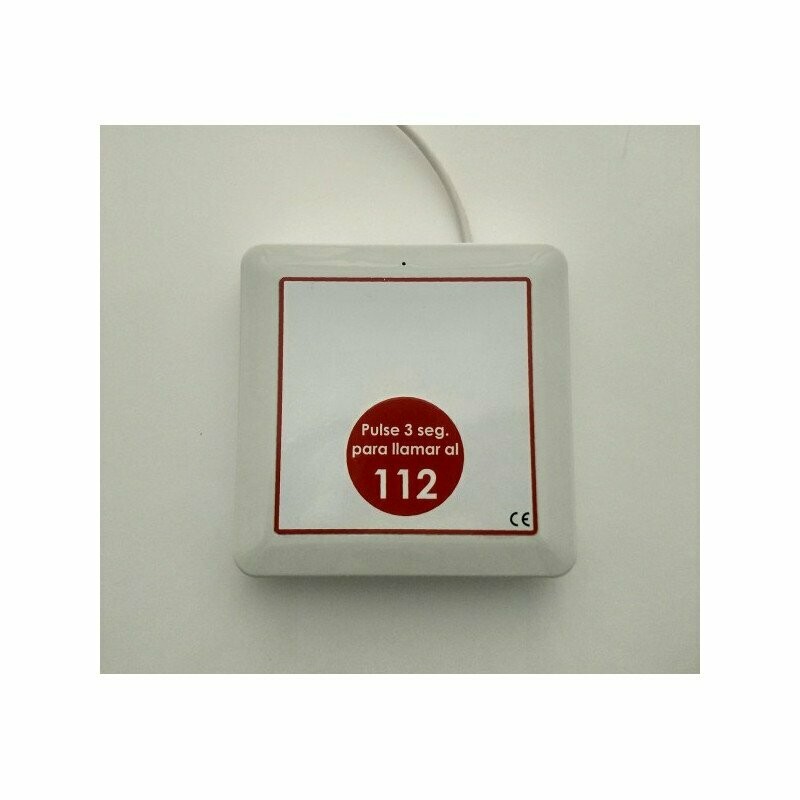 Pulse 3 seg.
para llamar al
112
CE